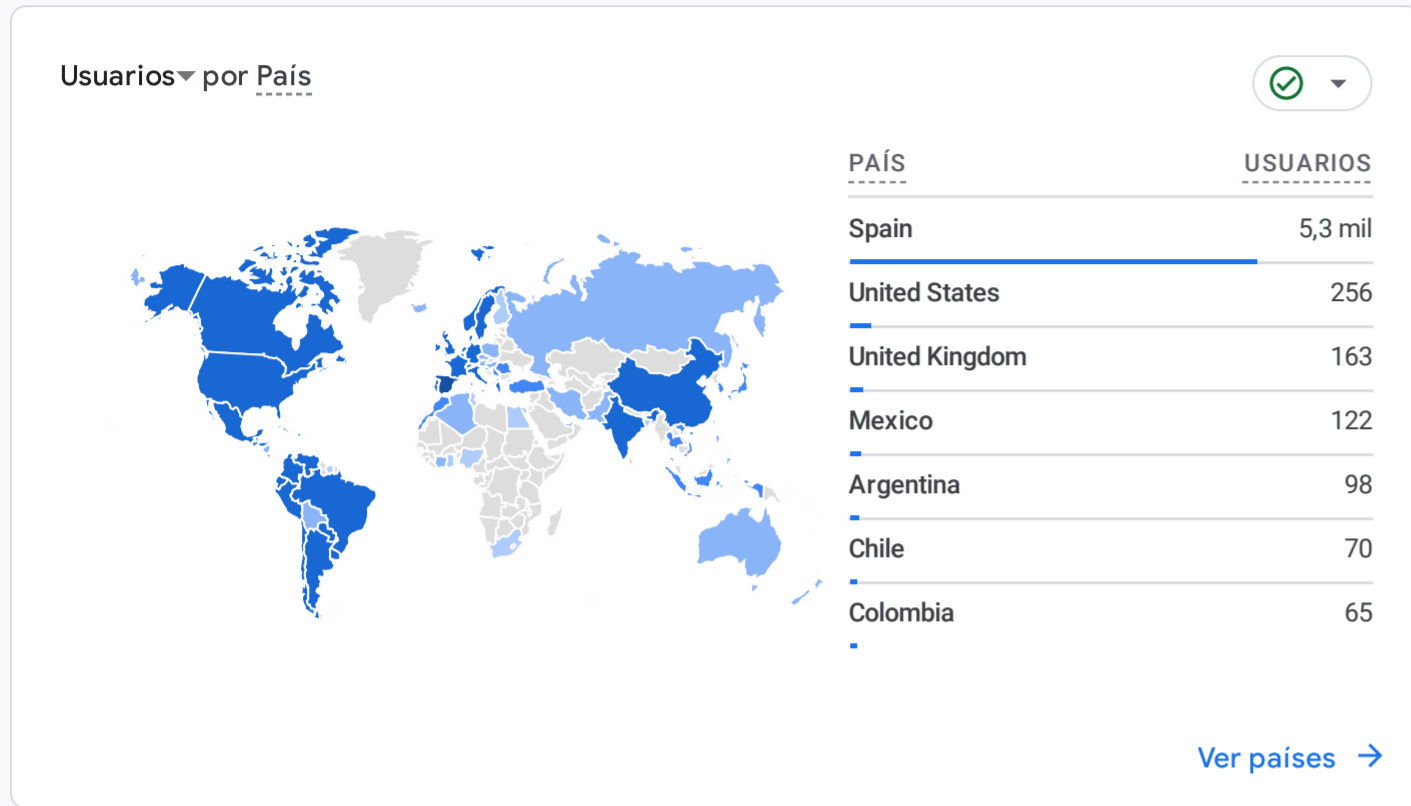 Usuarios por País
PAÍS USUARIOS
Spain 5,3 mil
United States 256
United Kingdom 163
Mexico 122
Argentina 98
Chile 70
Colombia 65
Ver países